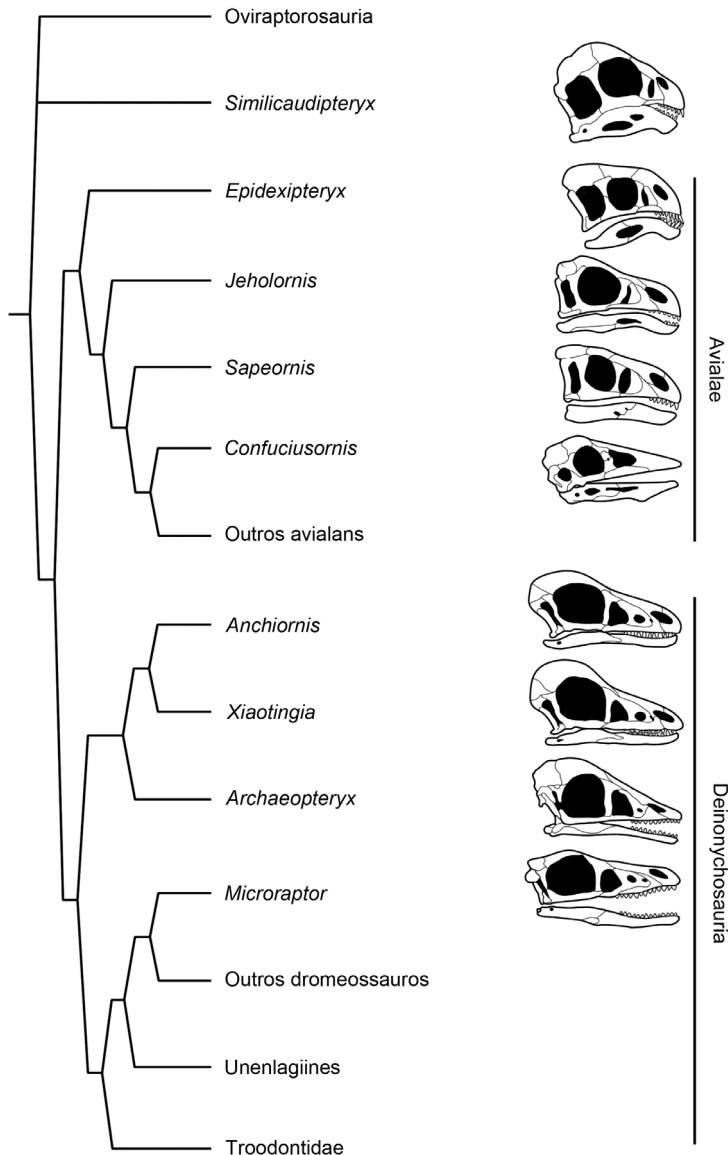 Oviraptorosauria
Similicaudipteryx
Epidexipteryx
Jeholornis
Sapeornis
Confuciusornis
Outros avialans
Avialae
Anchiornis
Xiaotingia
Archaeopteryx
Microraptor
Outros dromeossauros
Unenlagiines
Troodontidae
Deinonychosauria